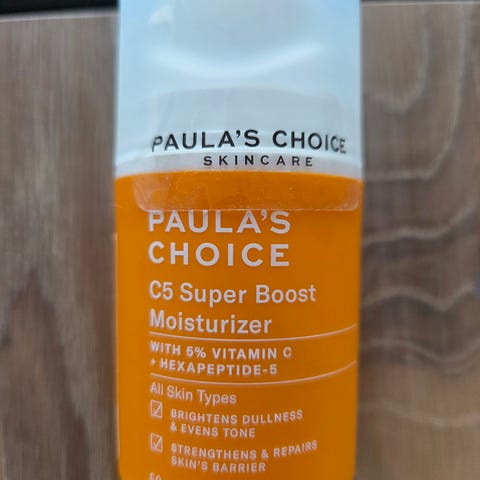 PAULA'S CHOICE
SKINCARE
PAULA'S
CHOICE
C5 Super Boost
Moisturizer
WITH 5% VITAMIN C
+ HEXAPEPTIDE-5
All Skin Types
BRIGHTENS DULLNESS
& EVENS TONE
STRENGTHENS & REPAIRS
SKIN'S BARRIER